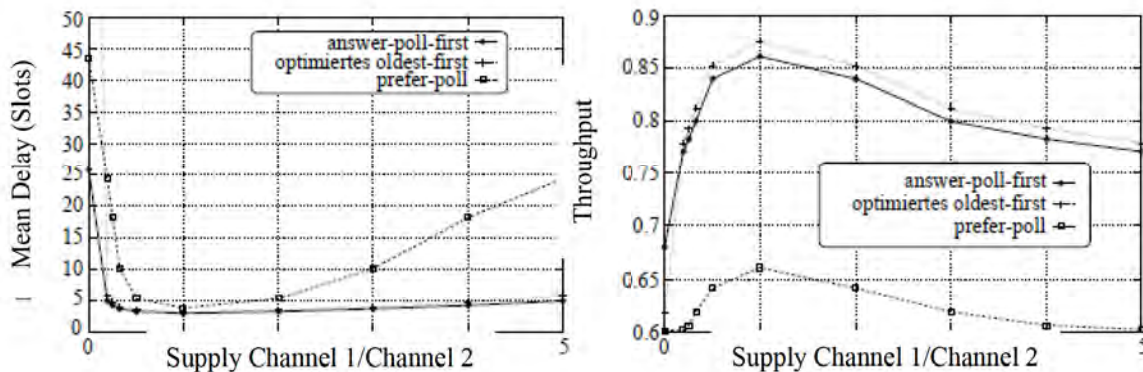 50
45
40
35
30
25
20
15
10
5
0
Mean Delay (Slots)
answer-poll-first
optimiertes oldest-first
prefer-poll
0
5
Supply Channel 1/Channel 2
0.9
0.85
0.8
0.75
0.7
0.65
0.6
Throughput
answer-poll-first
optimiertes oldest-first
prefer-poll
0
5
Supply Channel 1/Channel 2